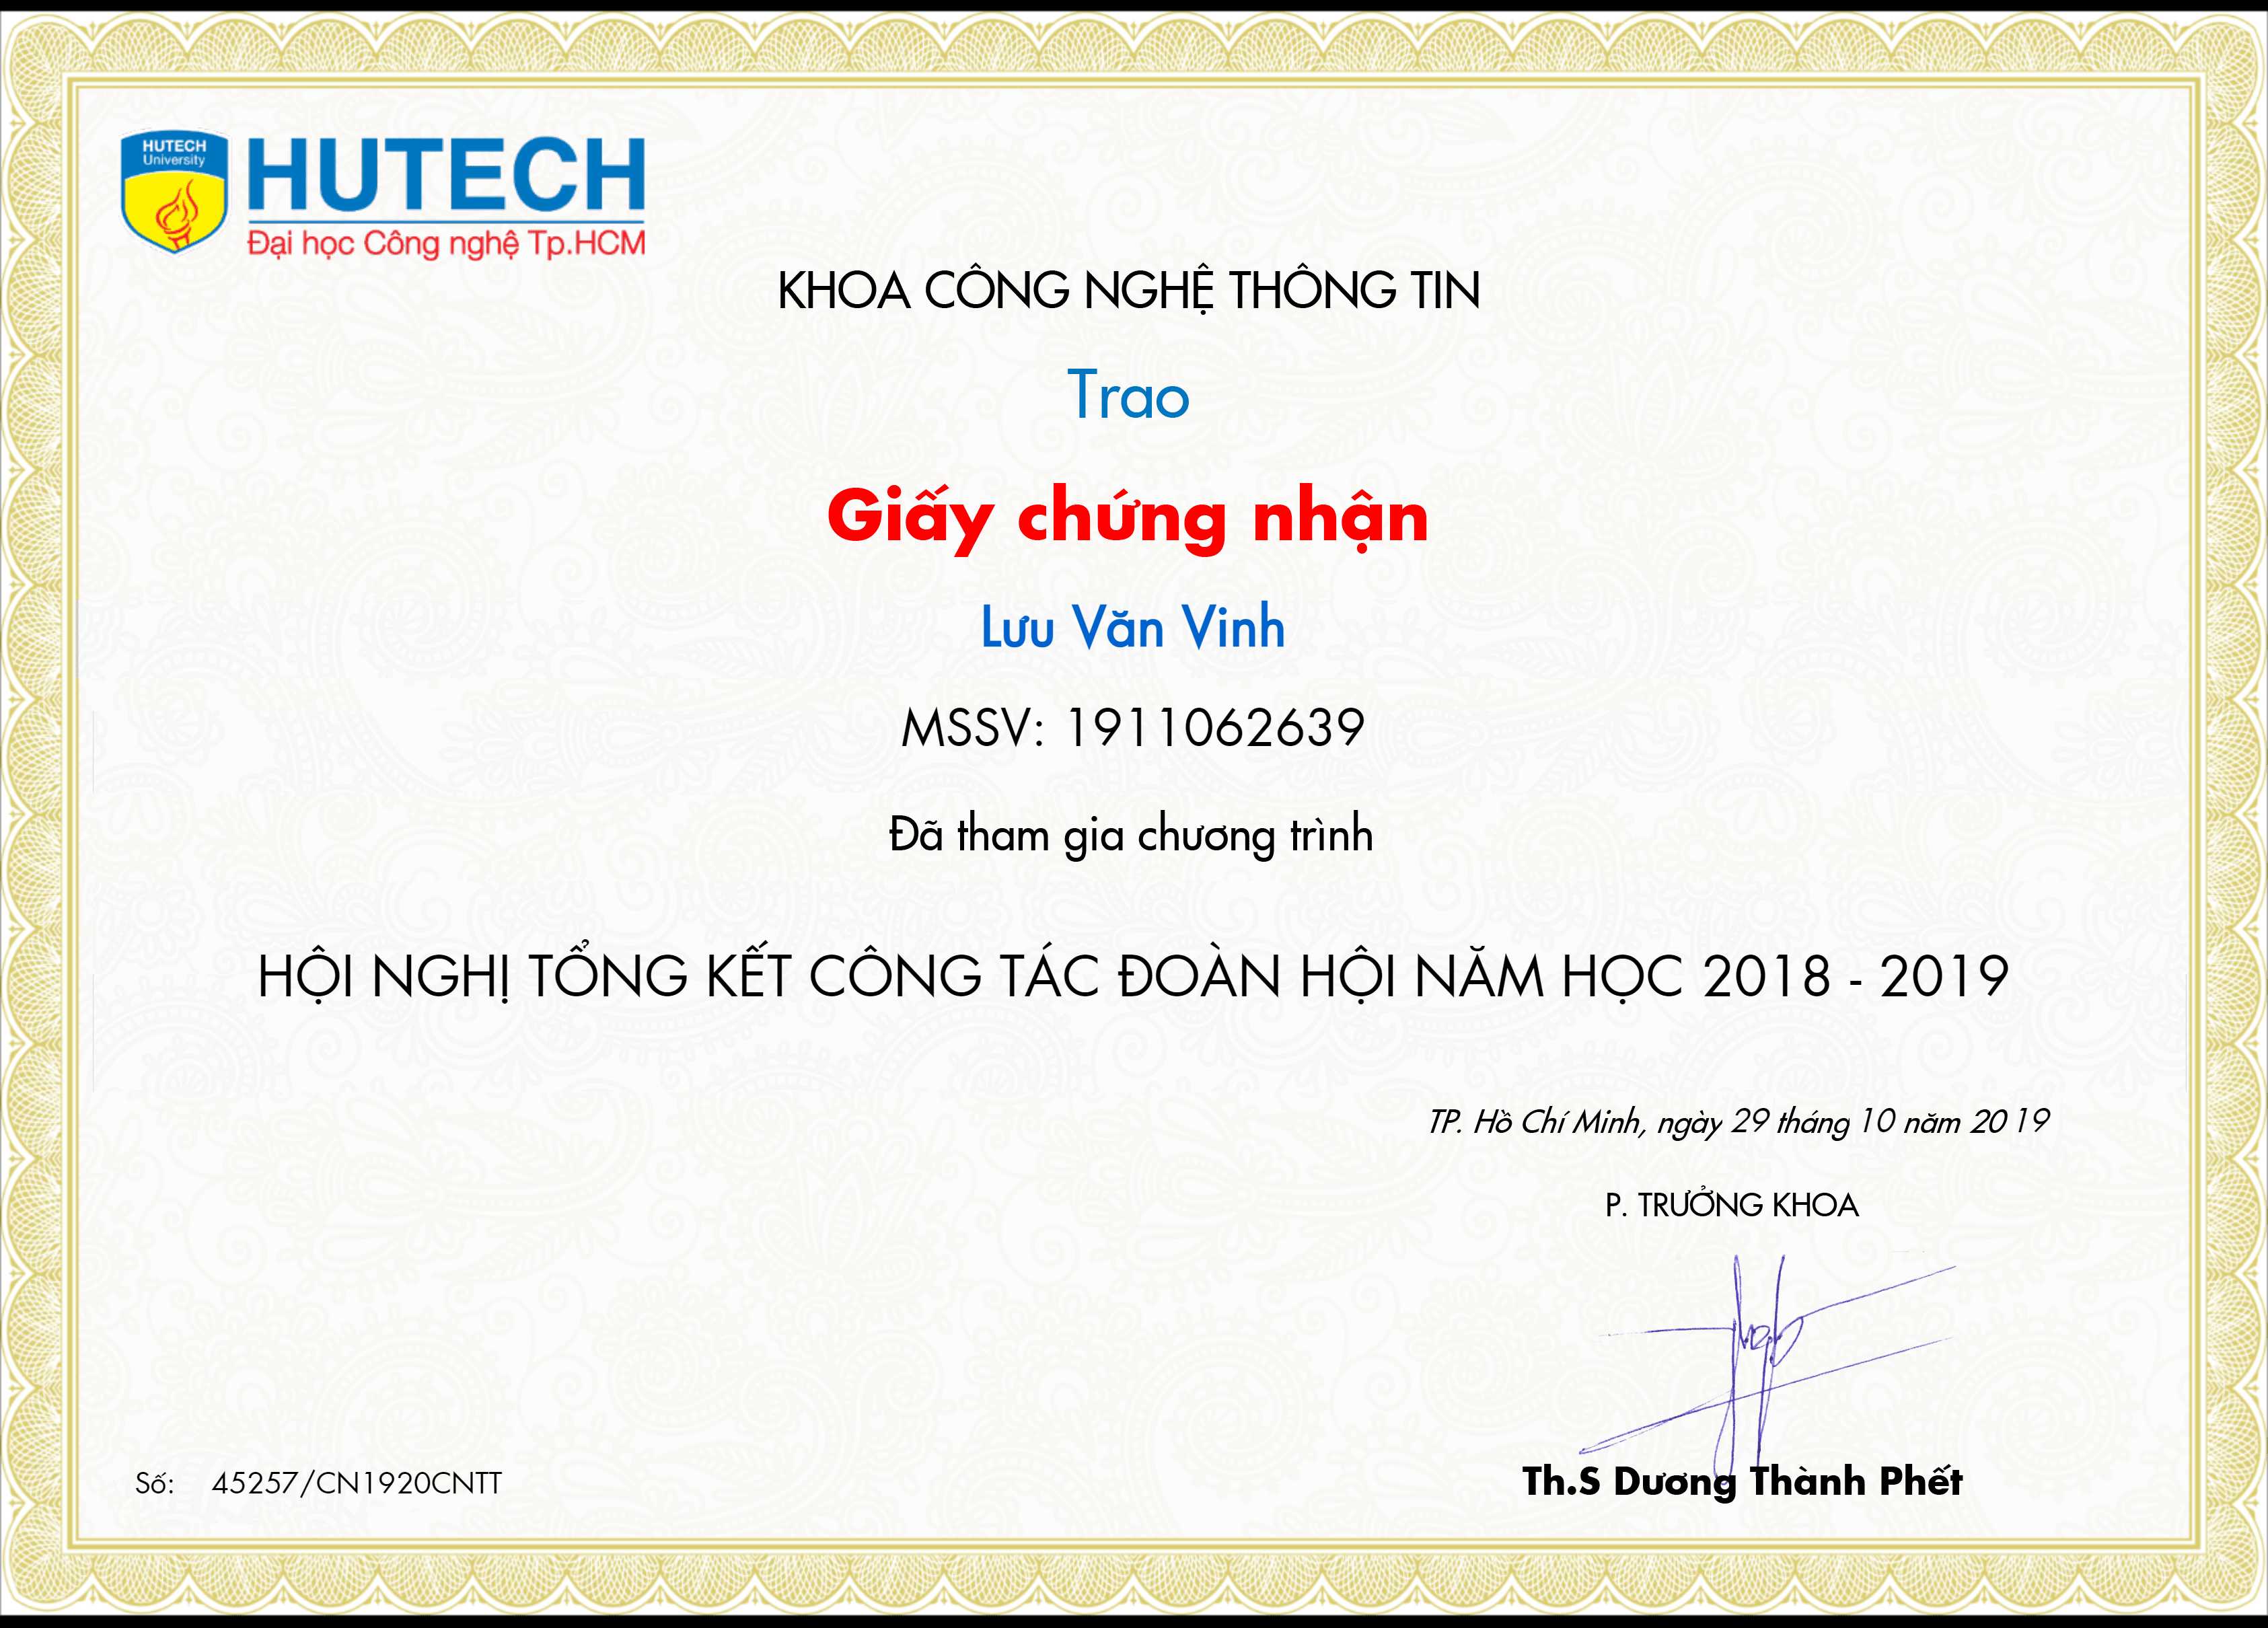 HUTECH
University
HUTECH
Đại học Công nghệ Tp.HCM
KHOA CÔNG NGHỆ THÔNG TIN
Trao
Giấy chứng nhận
Lưu Văn Vinh
MSSV: 1911062639
Đã tham gia chương trình
HỘI NGHỊ TỔNG KẾT CÔNG TÁC ĐOÀN HỘI NĂM HỌC 2018 - 2019
TP. Hồ Chí Minh, ngày 29 tháng 10 năm 2019
P. TRƯỞNG KHOA
Th.S Dương Thành Phết
Số: 45257/CN1920CNTT